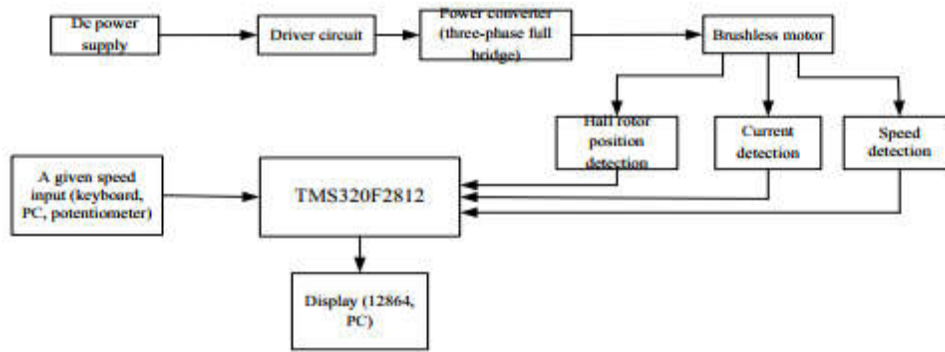 Dc power
supply
Driver circuit
Power converter
(three-phase full
bridge)
Brushless motor
Hall rotor
position
detection
Current
detection
Speed
detection
A given speed
input (keyboard,
PC, potentiometer)
TMS320F2812
Display (12864,
PC)